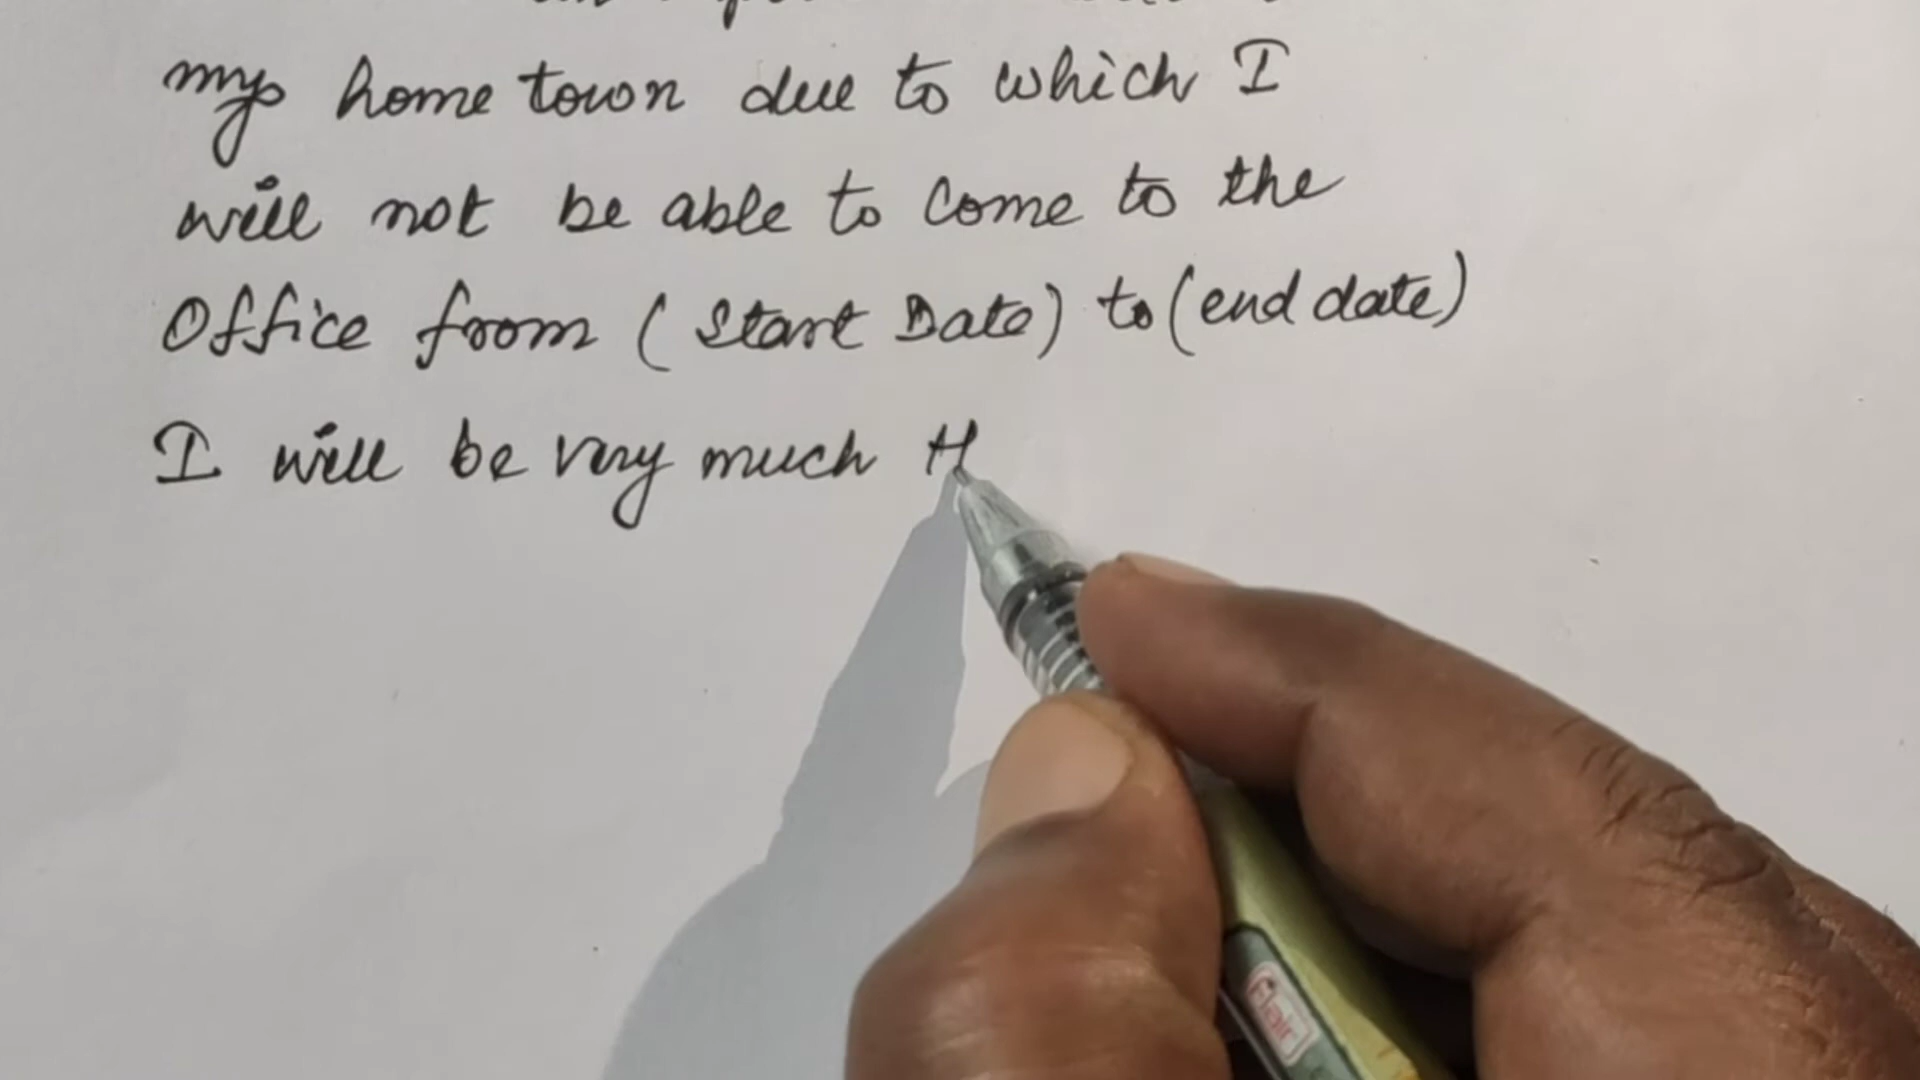 my home town due to which I
will not be able to come to the
Office from (Start Date) to (end date)
I will be very much H
Flair